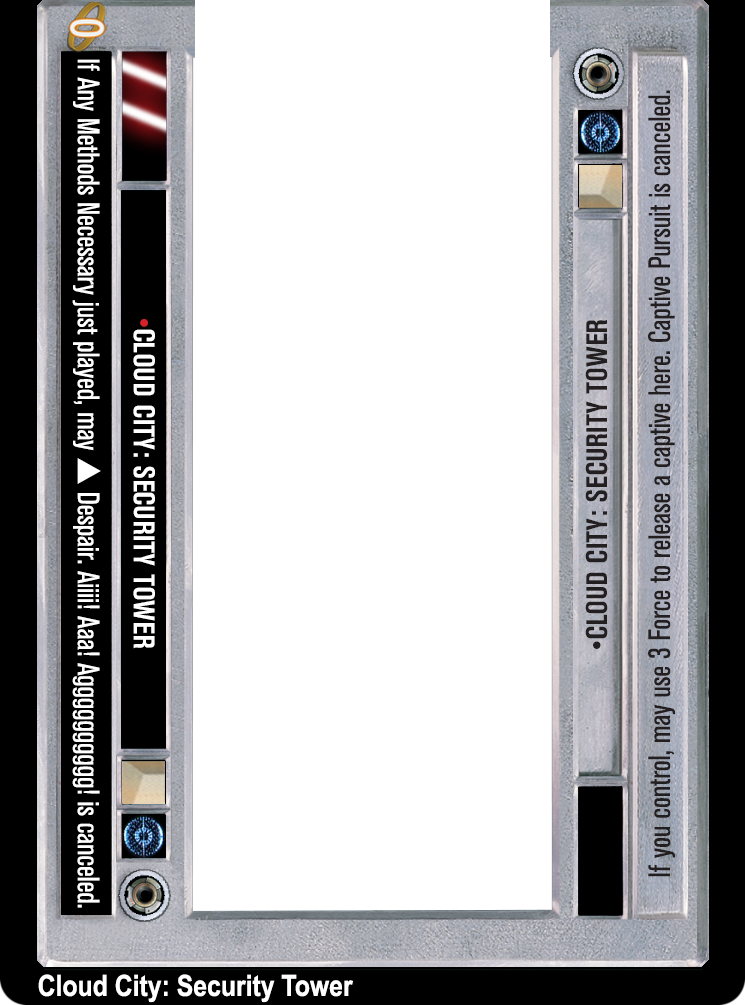 If Any Methods Necessary just played, may ▲ Despair. Aiiii! Aaa! Agggggggggg! is canceled.
•CLOUD CITY: SECURITY TOWER
•CLOUD CITY: SECURITY TOWER
If you control, may use 3 Force to release a captive here. Captive Pursuit is canceled.
Cloud City: Security Tower